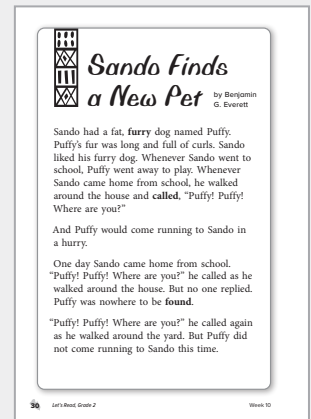 Sando Finds
a New Pet
by Benjamin
G. Everett
Sando had a fat, furry dog named Puffy.
Puffy's fur was long and full of curls. Sando
liked his furry dog. Whenever Sando went to
school, Puffy went away to play. Whenever
Sando came home from school, he walked
around the house and called, “Puffy! Puffy!
Where are you?”
And Puffy would come running to Sando in
a hurry.
One day Sando came home from school.
“Puffy! Puffy! Where are you?” he called as he
walked around the house. But no one replied.
Puffy was nowhere to be found.
“Puffy! Puffy! Where are you?” he called again
as he walked around the yard. But Puffy did
not come running to Sando this time.
30 Let's Read, Grade 2 Week 10